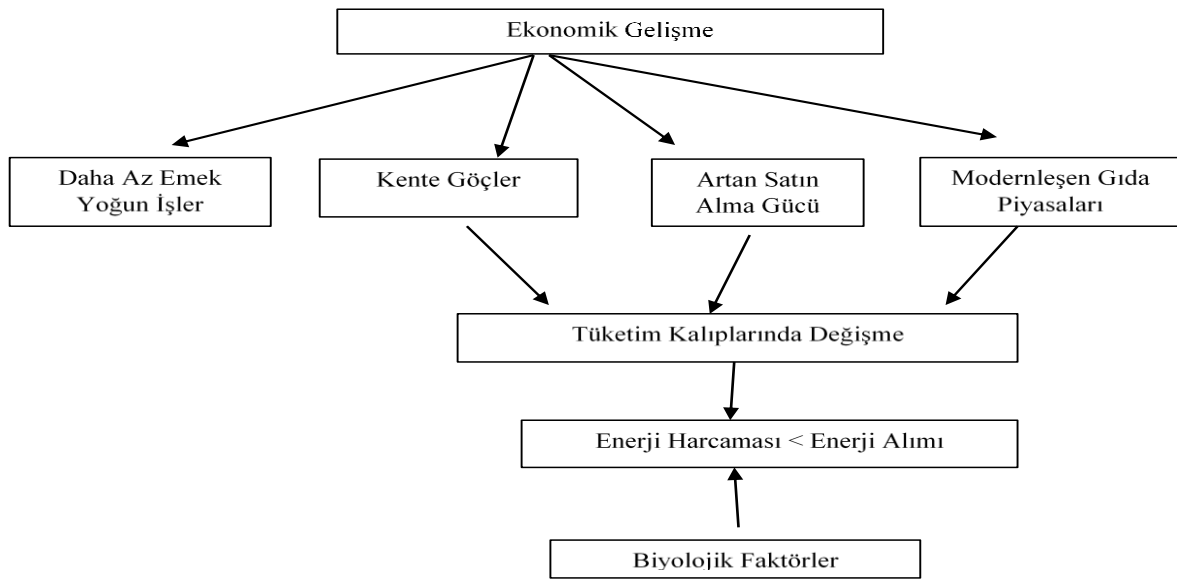 Ekonomik Gelişme
Daha Az Emek
Yoğun İşler
Kente Göçler
Artan Satın
Alma Gücü
Modernleşen Gıda
Piyasaları
Tüketim Kalıplarında Değişme
Enerji Harcaması < Enerji Alımı
Biyolojik Faktörler